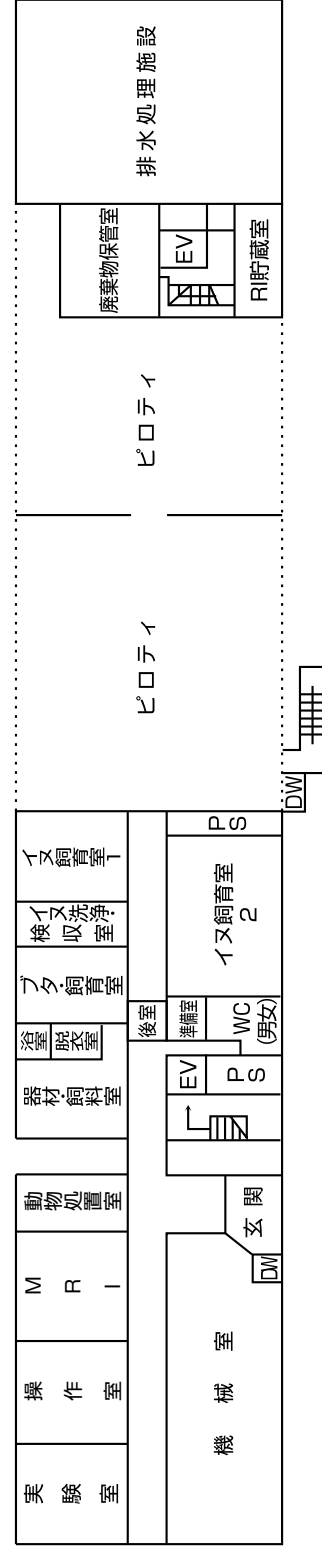 排水処理施設
廃棄物保管室
EV
RI貯蔵室
ピロティ
ピロティ
DW
イヌ飼育室1
PS
検イ
収ヌ
室洗
浄・
イヌ飼育室
2
ブタ・飼育室
浴室
脱衣室
後室
準備室
WC
(男女)
器材・飼料室
EV
PS
動物処置室
玄関
DW
MRI
操作室
機械室
実験室